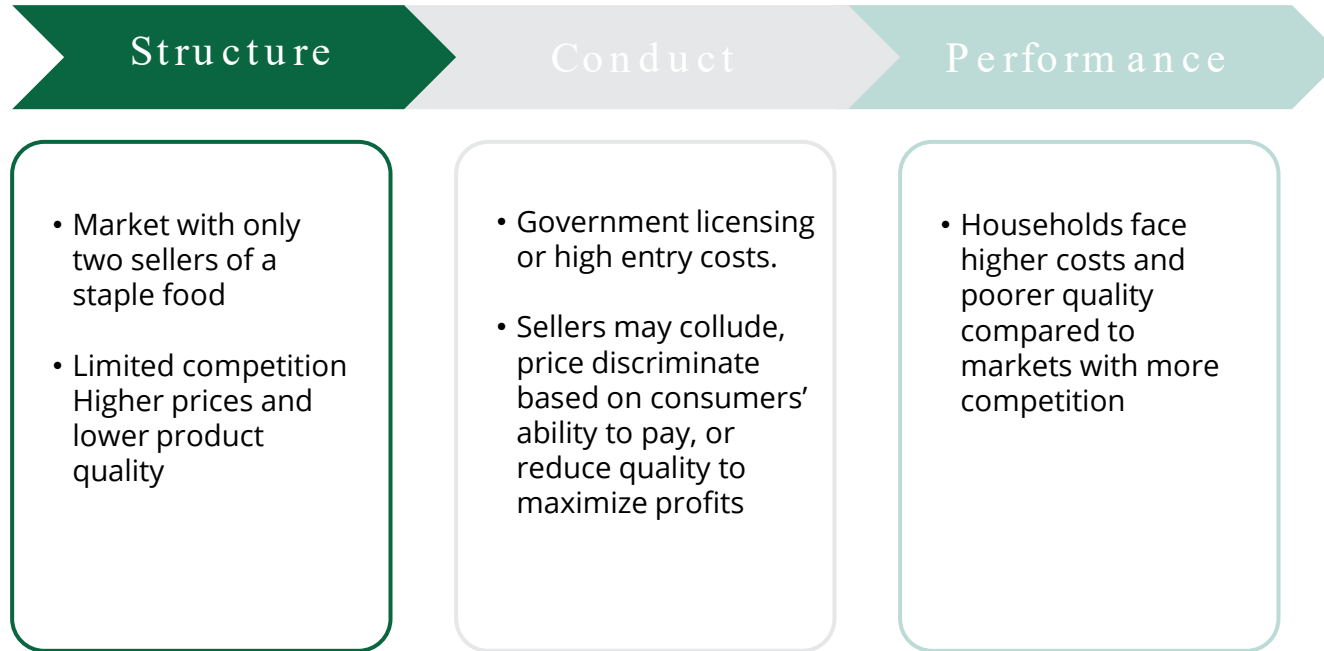 Structure
Conduct
Performance
• Market with only
two sellers of a
staple food
• Limited competition
Higher prices and
lower product
quality
• Government licensing
or high entry costs.
• Sellers may collude,
price discriminate
based on consumers’
ability to pay, or
reduce quality to
maximize profits
• Households face
higher costs and
poorer quality
compared to
markets with more
competition